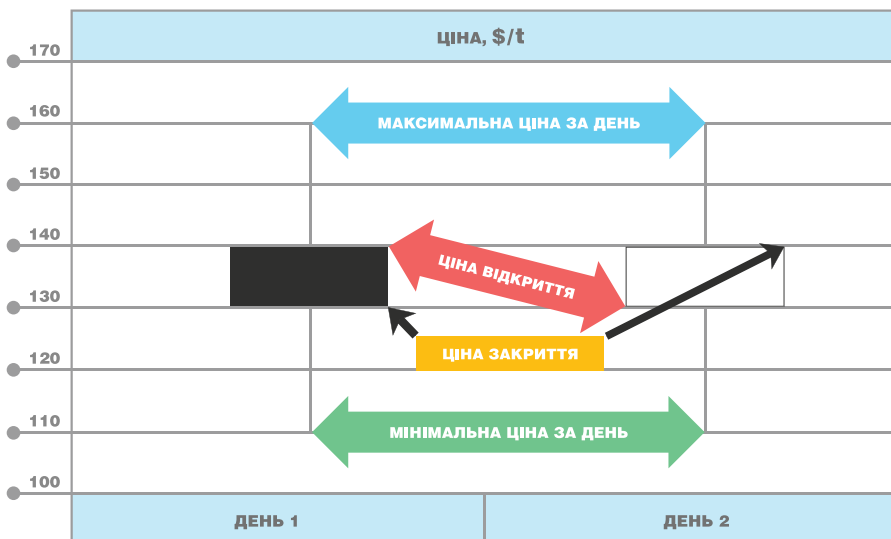 ЦІНА, $/t
170
160
МАКСИМАЛЬНА ЦІНА ЗА ДЕНЬ
150
140
ЦІНА ВІДКРИТТЯ
130
ЦІНА ЗАКРИТТЯ
120
110
МІНІМАЛЬНА ЦІНА ЗА ДЕНЬ
100
ДЕНЬ 1
ДЕНЬ 2